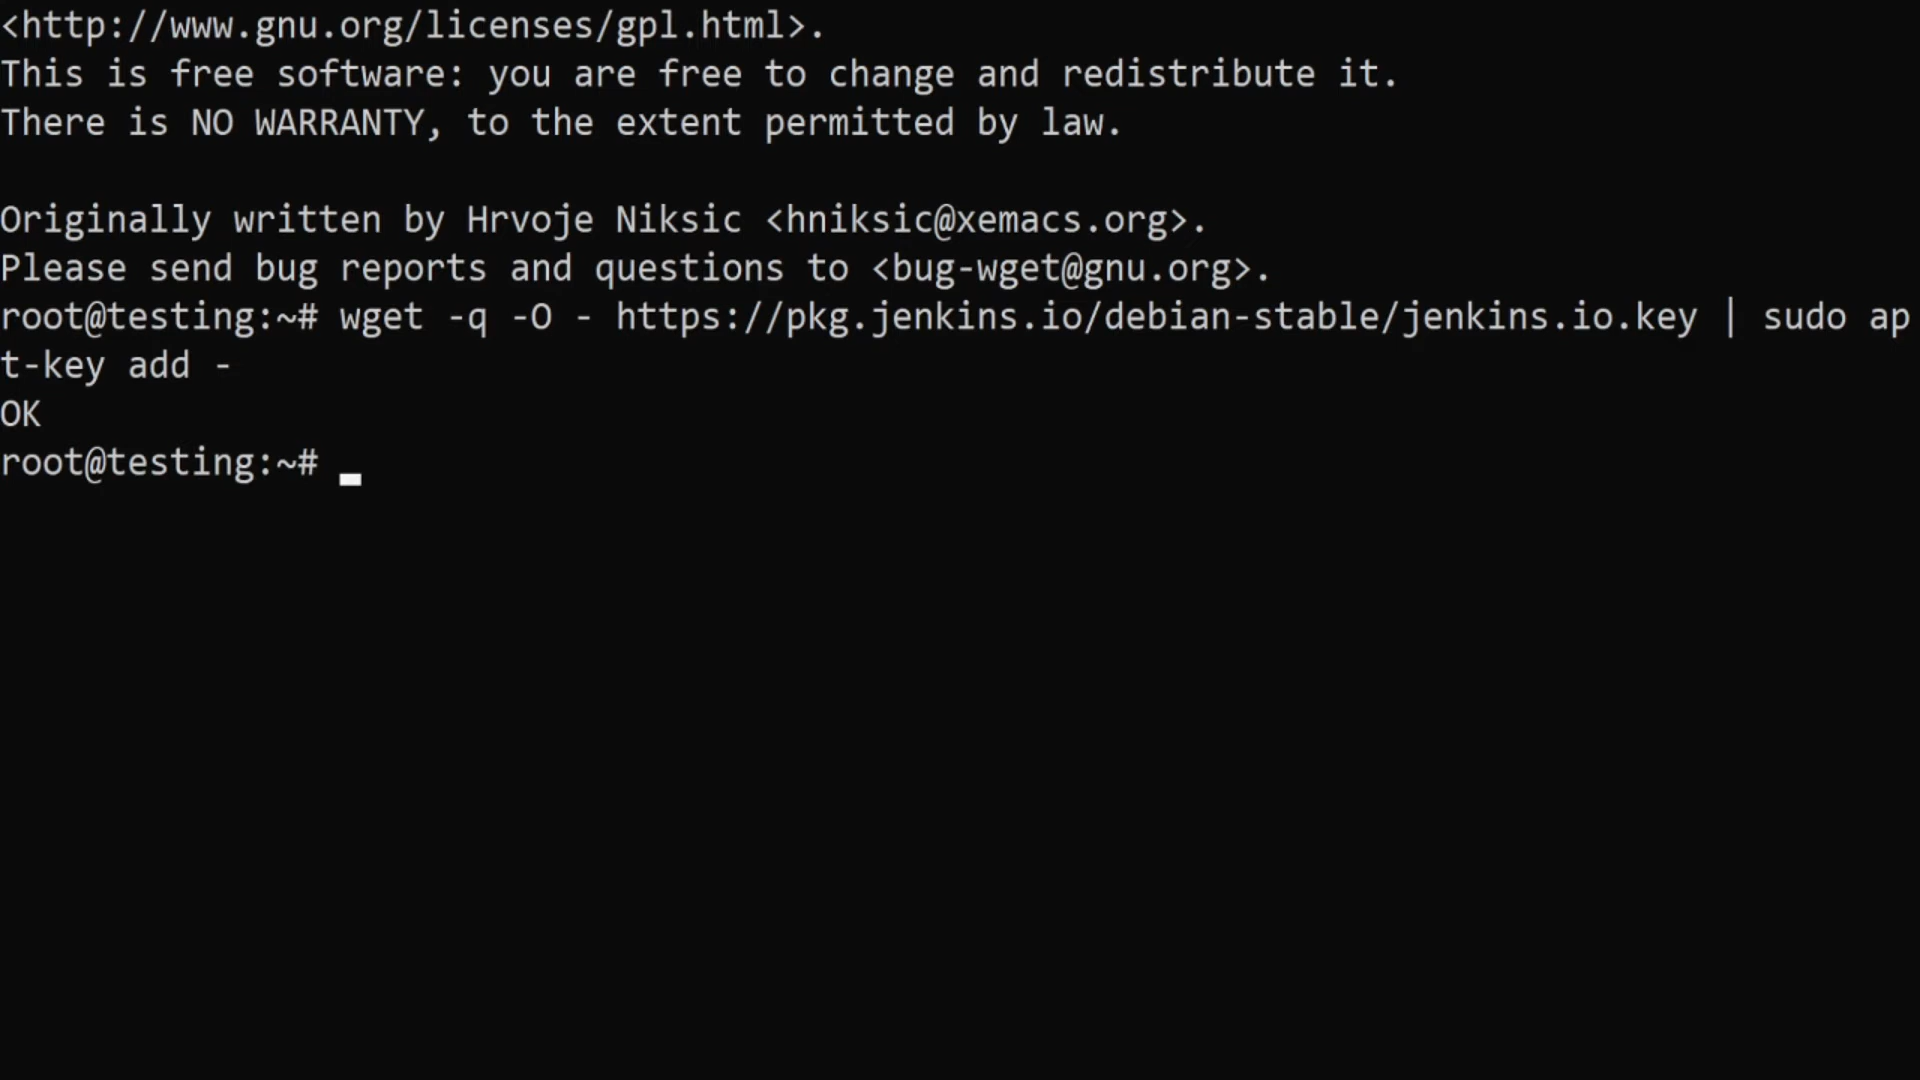 <http://www.gnu.org/licenses/gpl.html>.
This is free software: you are free to change and redistribute it.
There is NO WARRANTY, to the extent permitted by law.
Originally written by Hrvoje Niksic <hniksic@xemacs.org>.
Please send bug reports and questions to <bug-wget@gnu.org>.
root@testing:~# wget -q -O - https://pkg.jenkins.io/debian-stable/jenkins.io.key | sudo ap
t-key add -
OK
root@testing:~#